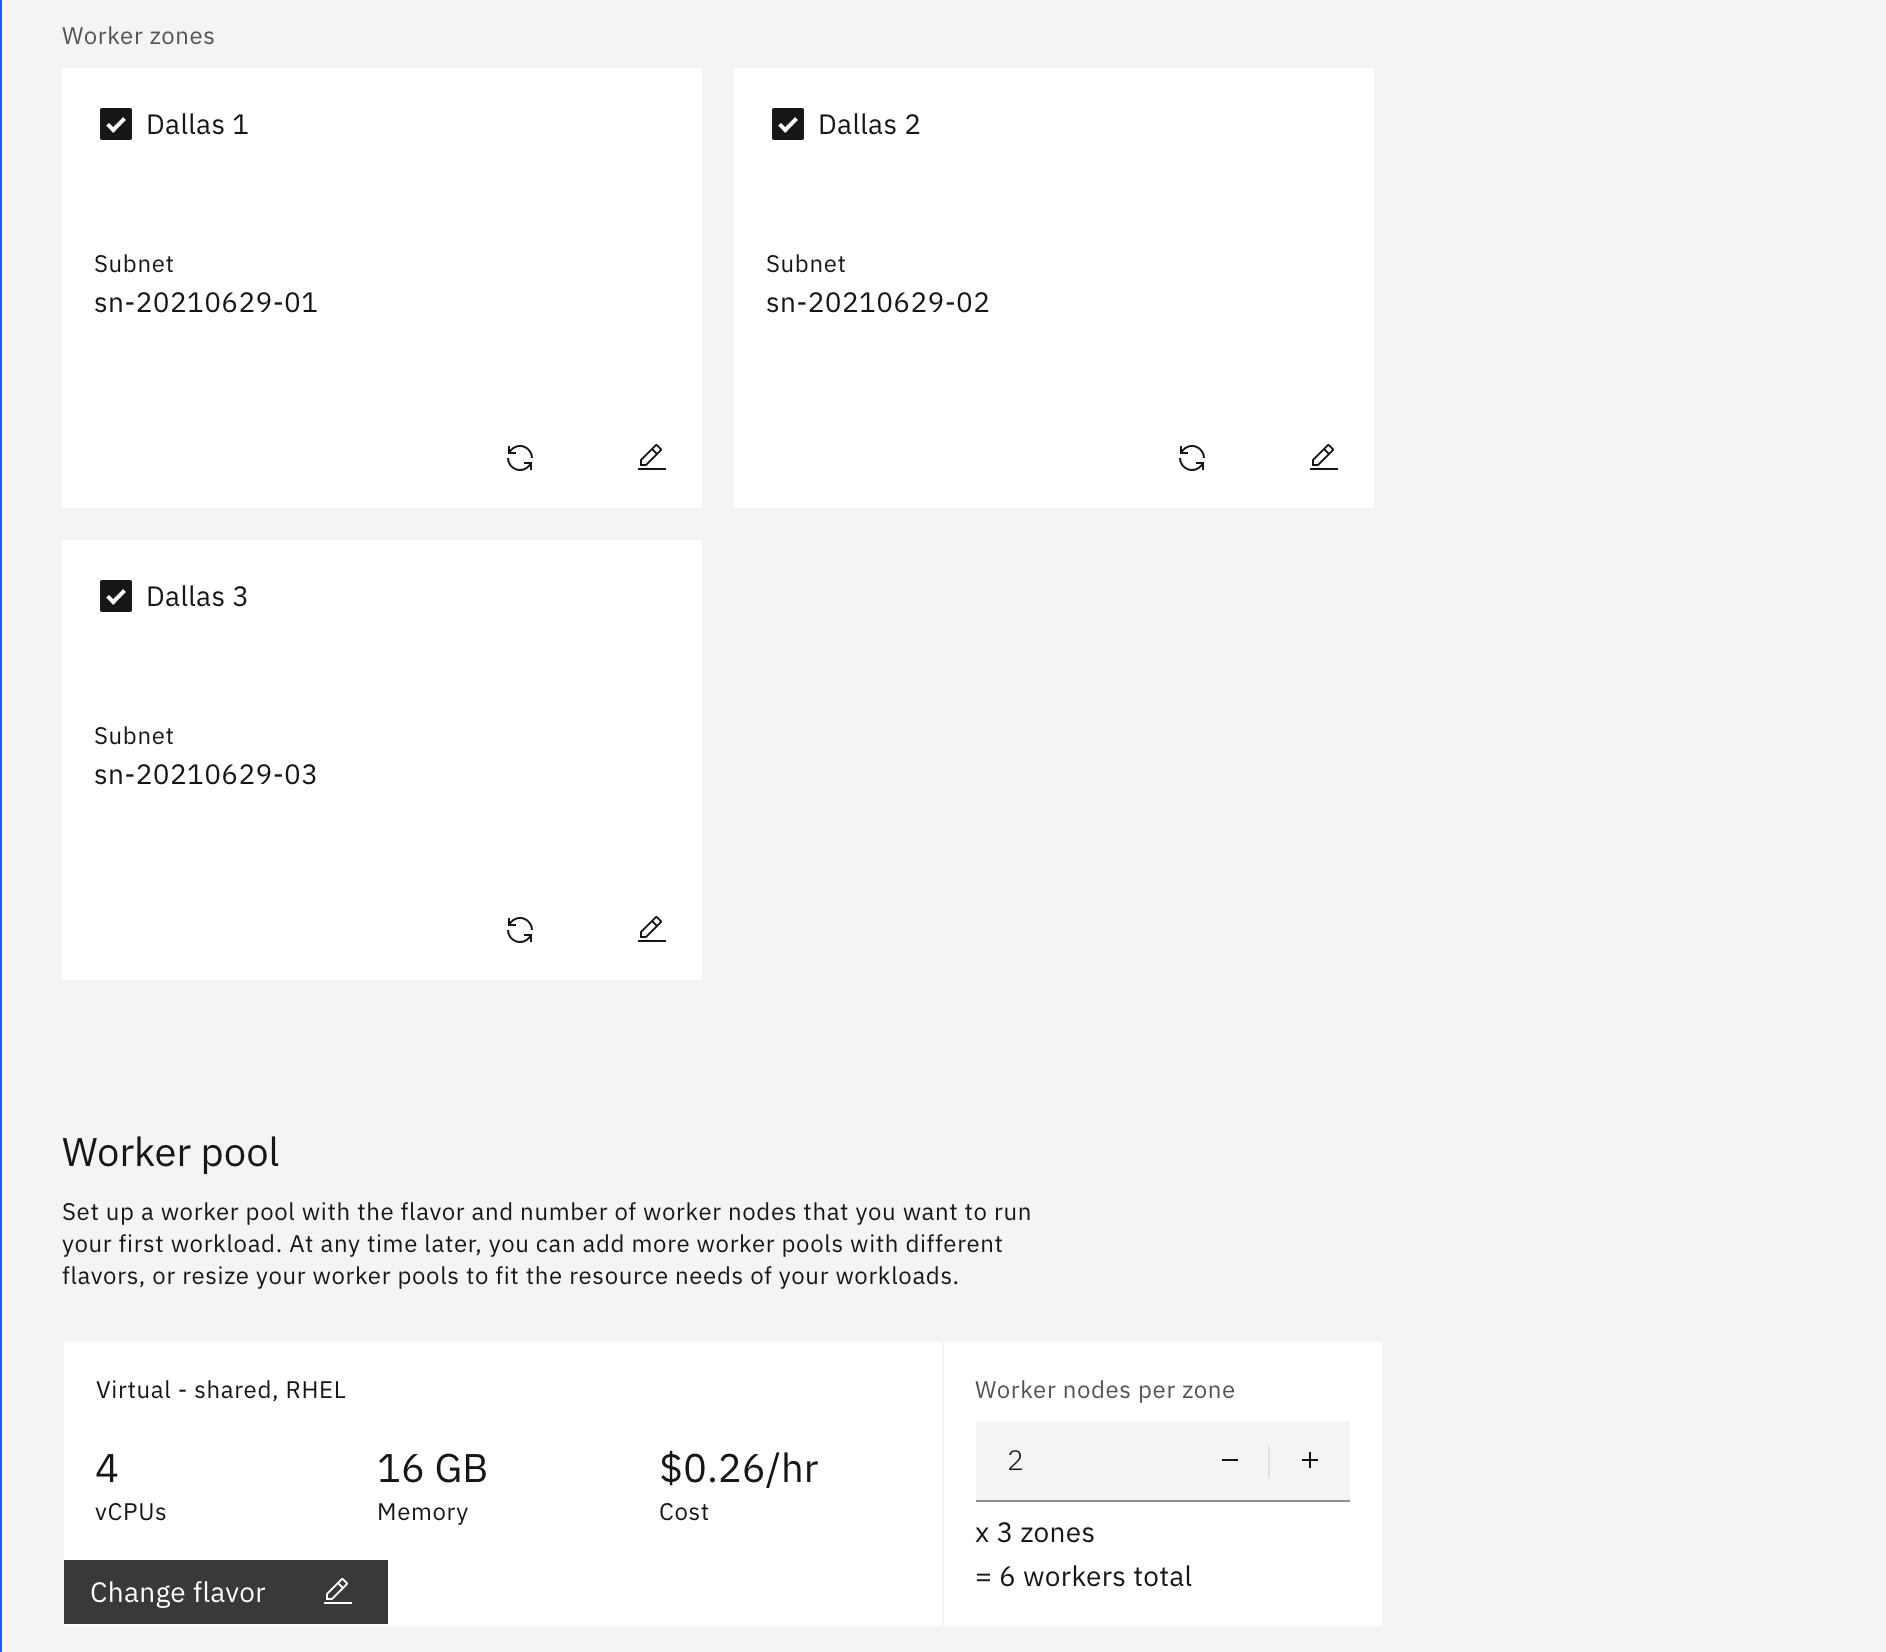 Worker zones
Dallas 1
Subnet
sn-20210629-01
Dallas 2
Subnet
sn-20210629-02
Dallas 3
Subnet
sn-20210629-03
Worker pool
Set up a worker pool with the flavor and number of worker nodes that you want to run
your first workload. At any time later, you can add more worker pools with different
flavors, or resize your worker pools to fit the resource needs of your workloads.
Virtual - shared, RHEL
4
vCPUs
16 GB
Memory
$0.26/hr
Cost
Change flavor
Worker nodes per zone
2
x 3 zones
= 6 workers total